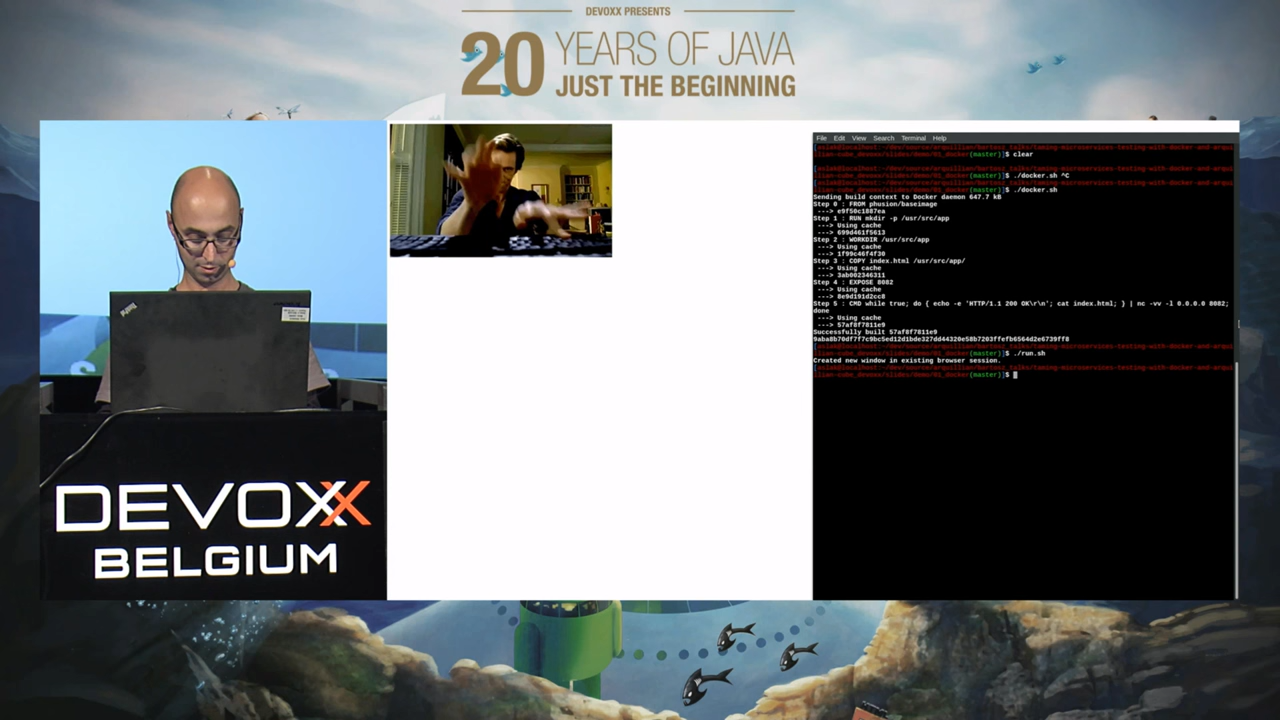 DEVOXX PRESENTS
20 YEARS OF JAVA
JUST THE BEGINNING
DEVOXX
BELGIUM
File Edit View Search Terminal Help
(master)]$ clear
(master)]$ ./docker.sh ^C
(master)]$ ./docker.sh
Sending build context to Docker daemon 647.7 kB
Step 0 : FROM phusion/baseimage
---> e9f50c1887ea
Step 1 : RUN mkdir -p /usr/src/app
---> Using cache
---> 699d461f5613
Step 2 : WORKDIR /usr/src/app
---> Using cache
---> 1f99c46f4f30
Step 3 : COPY index.html /usr/src/app/
---> Using cache
---> 3ab002346311
Step 4 : EXPOSE 8082
---> Using cache
---> 8e9d191d2cc8
Step 5 : CMD while true; do { echo -e 'HTTP/1.1 200 OK\r\n'; cat index.html; } | nc -vv -l 0.0.0.0 8082;
done
---> Using cache
---> 57af8f7811e9
Successfully built 57af8f7811e9
(master)]$ ./run.sh
Created new window in existing browser session.
(master)]$